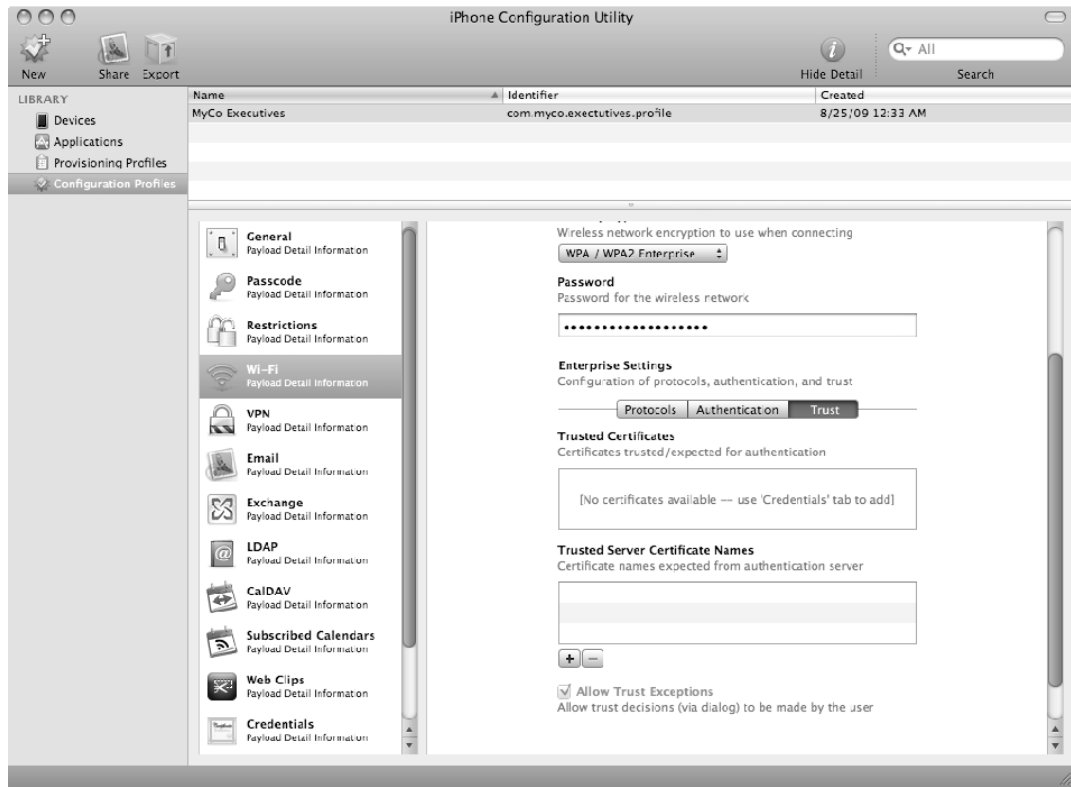 iPhone Configuration Utility
New Share Export Hide Detail Search
All
LIBRARY
Devices
Applications
Provisioning Profiles
Configuration Profiles
Name Identifier Created
MyCo Executives com.myco.exectutives.profile 8/25/09 12:33 AM
General
Payload Detail Information
Passcode
Payload Detail Information
Restrictions
Payload Detail Information
Wi-Fi
Payload Detail Information
VPN
Payload Detail Information
Email
Payload Detail Information
Exchange
Payload Detail Information
LDAP
Payload Detail Information
CalDAV
Payload Detail Information
Subscribed Calendars
Payload Detail Information
Web Clips
Payload Detail Information
Credentials
Payload Detail Information
Wireless network encryption to use when connecting
WPA / WPA2 Enterprise
Password
Password for the wireless network
••••••••••••••••••••
Enterprise Settings
Configuration of protocols, authentication, and trust
Protocols Authentication Trust
Trusted Certificates
Certificates trusted/expected for authentication
[No certificates available –– use 'Credentials' tab to add]
Trusted Server Certificate Names
Certificate names expected from authentication server
+ −
Allow Trust Exceptions
Allow trust decisions (via dialog) to be made by the user